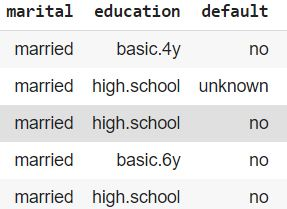 marital education default
married basic.4y no
married high.school unknown
married high.school no
married basic.6y no
married high.school no